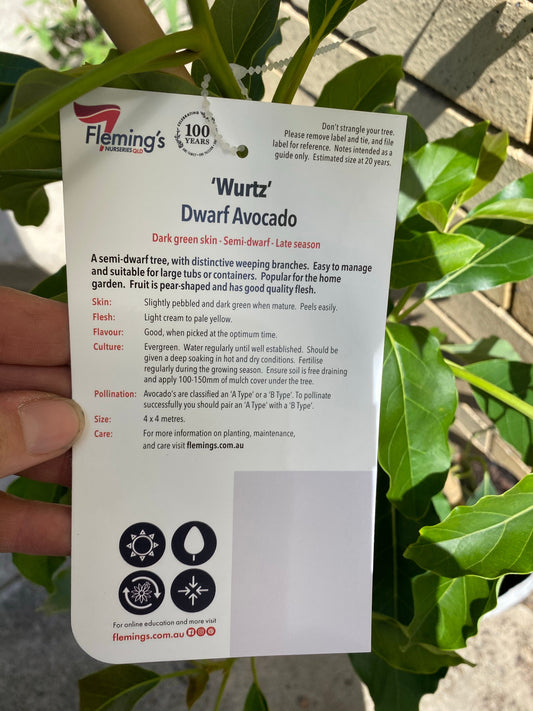 Fleming's
NURSERIES QLD
CELEBRATING
100
YEARS
Don't strangle your tree.
Please remove label and tie, and file
label for reference. Notes intended as a
guide only. Estimated size at 20 years.
'Wurtz'
Dwarf Avocado
Dark green skin - Semi-dwarf - Late season
A semi-dwarf tree, with distinctive weeping branches. Easy to manage
and suitable for large tubs or containers. Popular for the home
garden. Fruit is pear-shaped and has good quality flesh.
Skin: Slightly pebbled and dark green when mature. Peels easily.
Flesh: Light cream to pale yellow.
Flavour: Good, when picked at the optimum time.
Culture: Evergreen. Water regularly until well established. Should be
given a deep soaking in hot and dry conditions. Fertilise
regularly during the growing season. Ensure soil is free draining
and apply 100-150mm of mulch cover under the tree.
Pollination: Avocado's are classified an 'A Type' or a 'B Type'. To pollinate
successfully you should pair an 'A Type' with a 'B Type'.
Size: 4 x 4 metres.
Care: For more information on planting, maintenance,
and care visit flemings.com.au
For online education and more visit
flemings.com.au